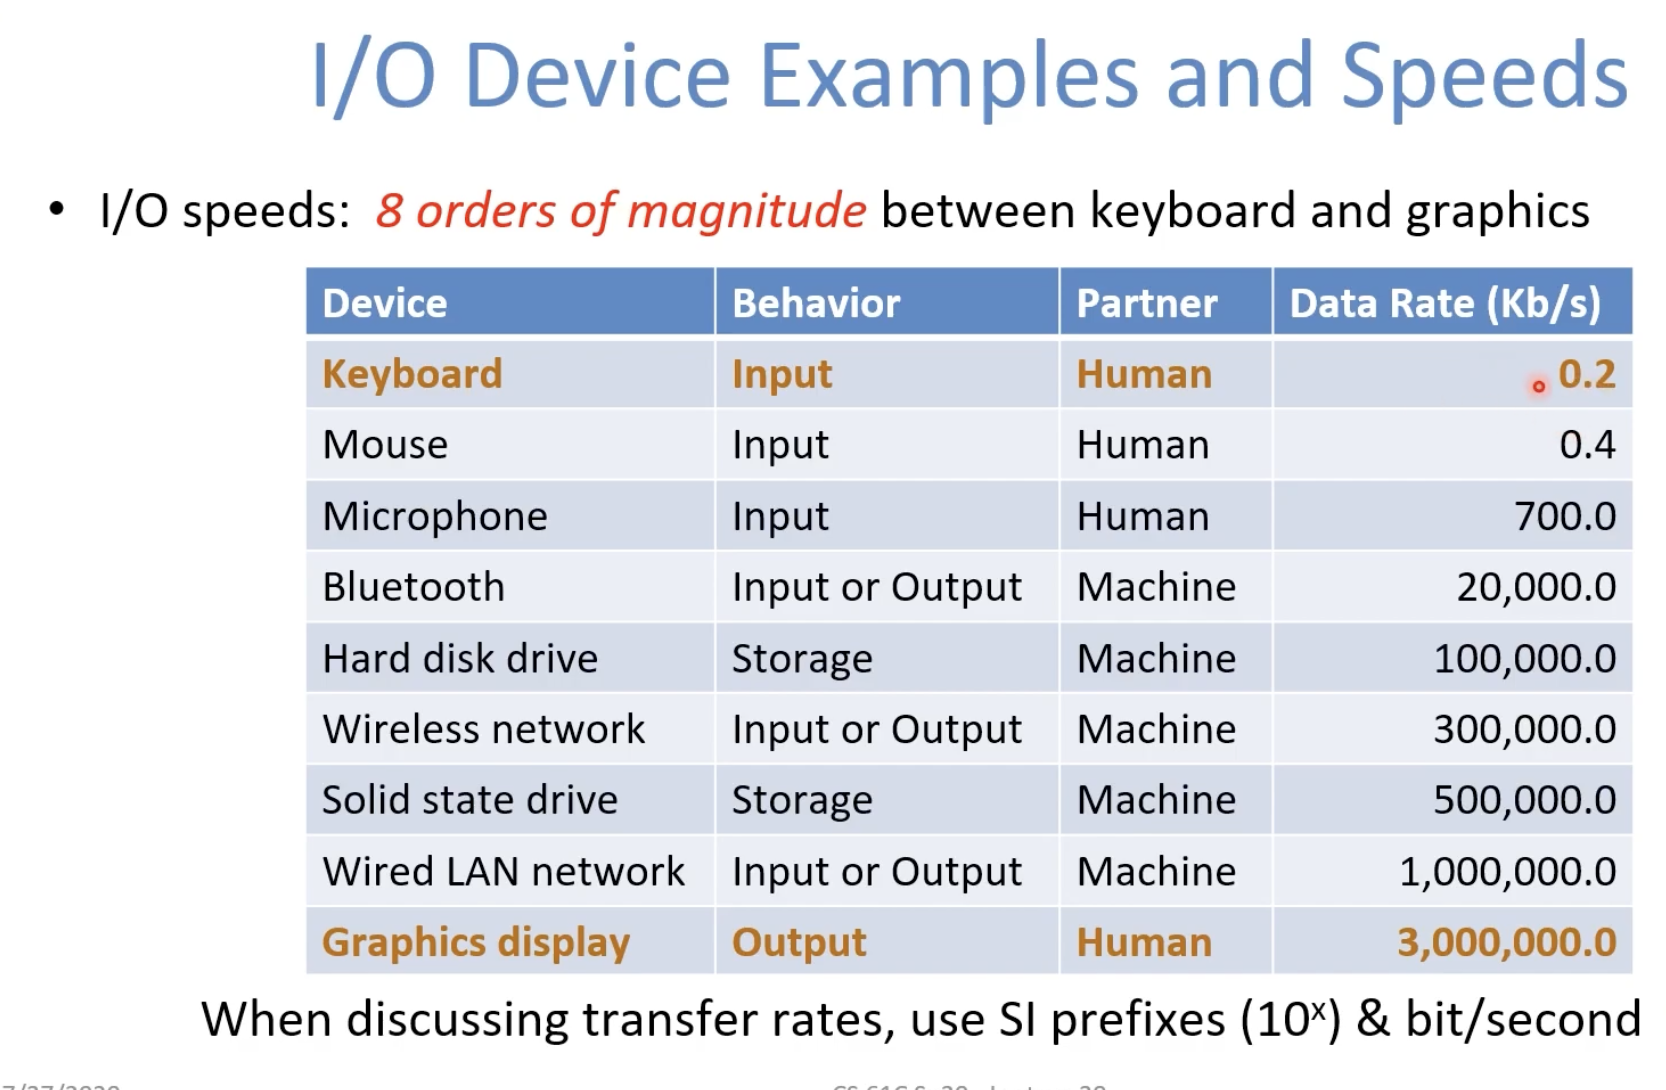 I/O Device Examples and Speeds
• I/O speeds: 8 orders of magnitude between keyboard and graphics
Device Behavior Partner Data Rate (Kb/s)
Keyboard Input Human 0.2
Mouse Input Human 0.4
Microphone Input Human 700.0
Bluetooth Input or Output Machine 20,000.0
Hard disk drive Storage Machine 100,000.0
Wireless network Input or Output Machine 300,000.0
Solid state drive Storage Machine 500,000.0
Wired LAN network Input or Output Machine 1,000,000.0
Graphics display Output Human 3,000,000.0
When discussing transfer rates, use SI prefixes (10ˣ) & bit/second